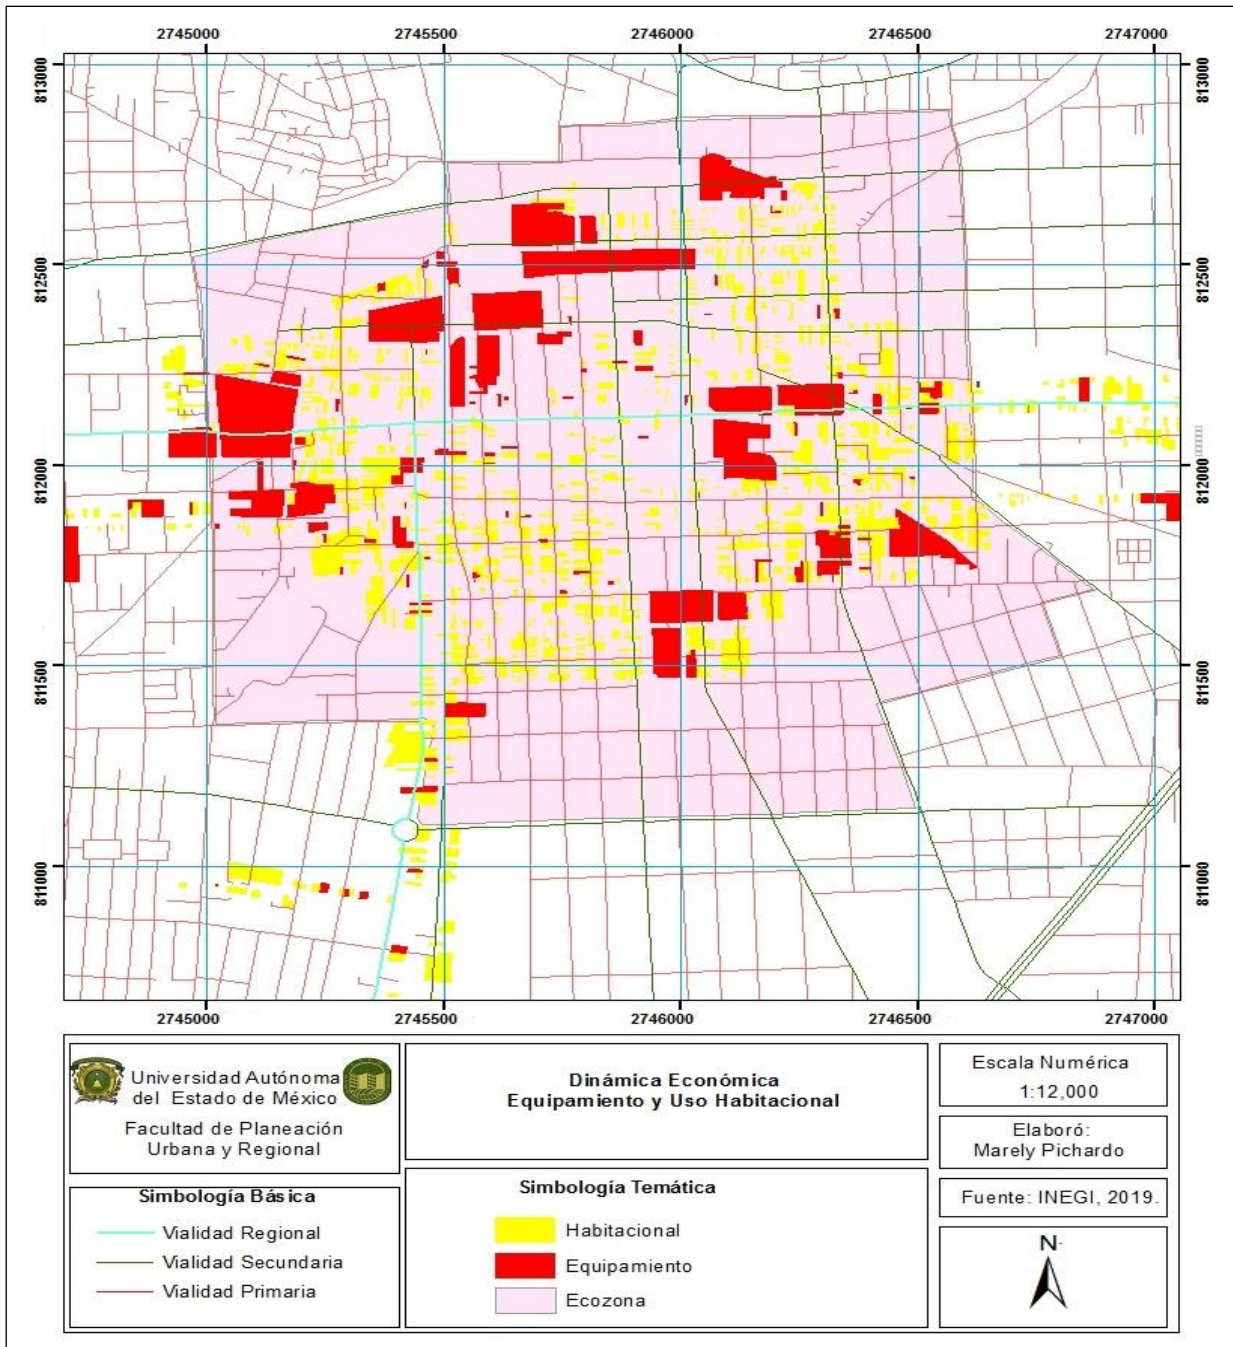 2745000 2745500 2746000 2746500 2747000
813000 813000
812500 812500
812000 812000
811500 811500
811000 811000
2745000 2745500 2746000 2746500 2747000
Universidad Autónoma
del Estado de México
Facultad de Planeación
Urbana y Regional
Dinámica Económica
Equipamiento y Uso Habitacional
Escala Numérica
1:12,000
Elaboró:
Marely Pichardo
Fuente: INEGI, 2019.
N
Simbología Básica
Vialidad Regional
Vialidad Secundaria
Vialidad Primaria
Simbología Temática
Habitacional
Equipamiento
Ecozona